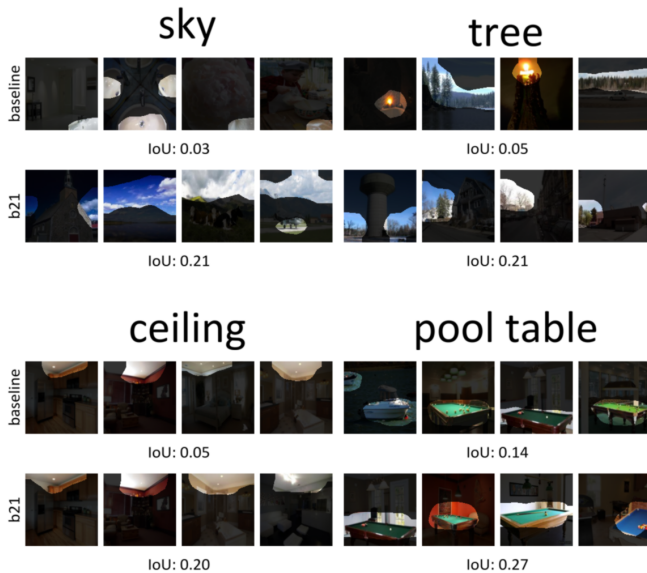 sky
baseline
IoU: 0.03
b21
IoU: 0.21
tree
IoU: 0.05
IoU: 0.21
ceiling
baseline
IoU: 0.05
b21
IoU: 0.20
pool table
IoU: 0.14
IoU: 0.27